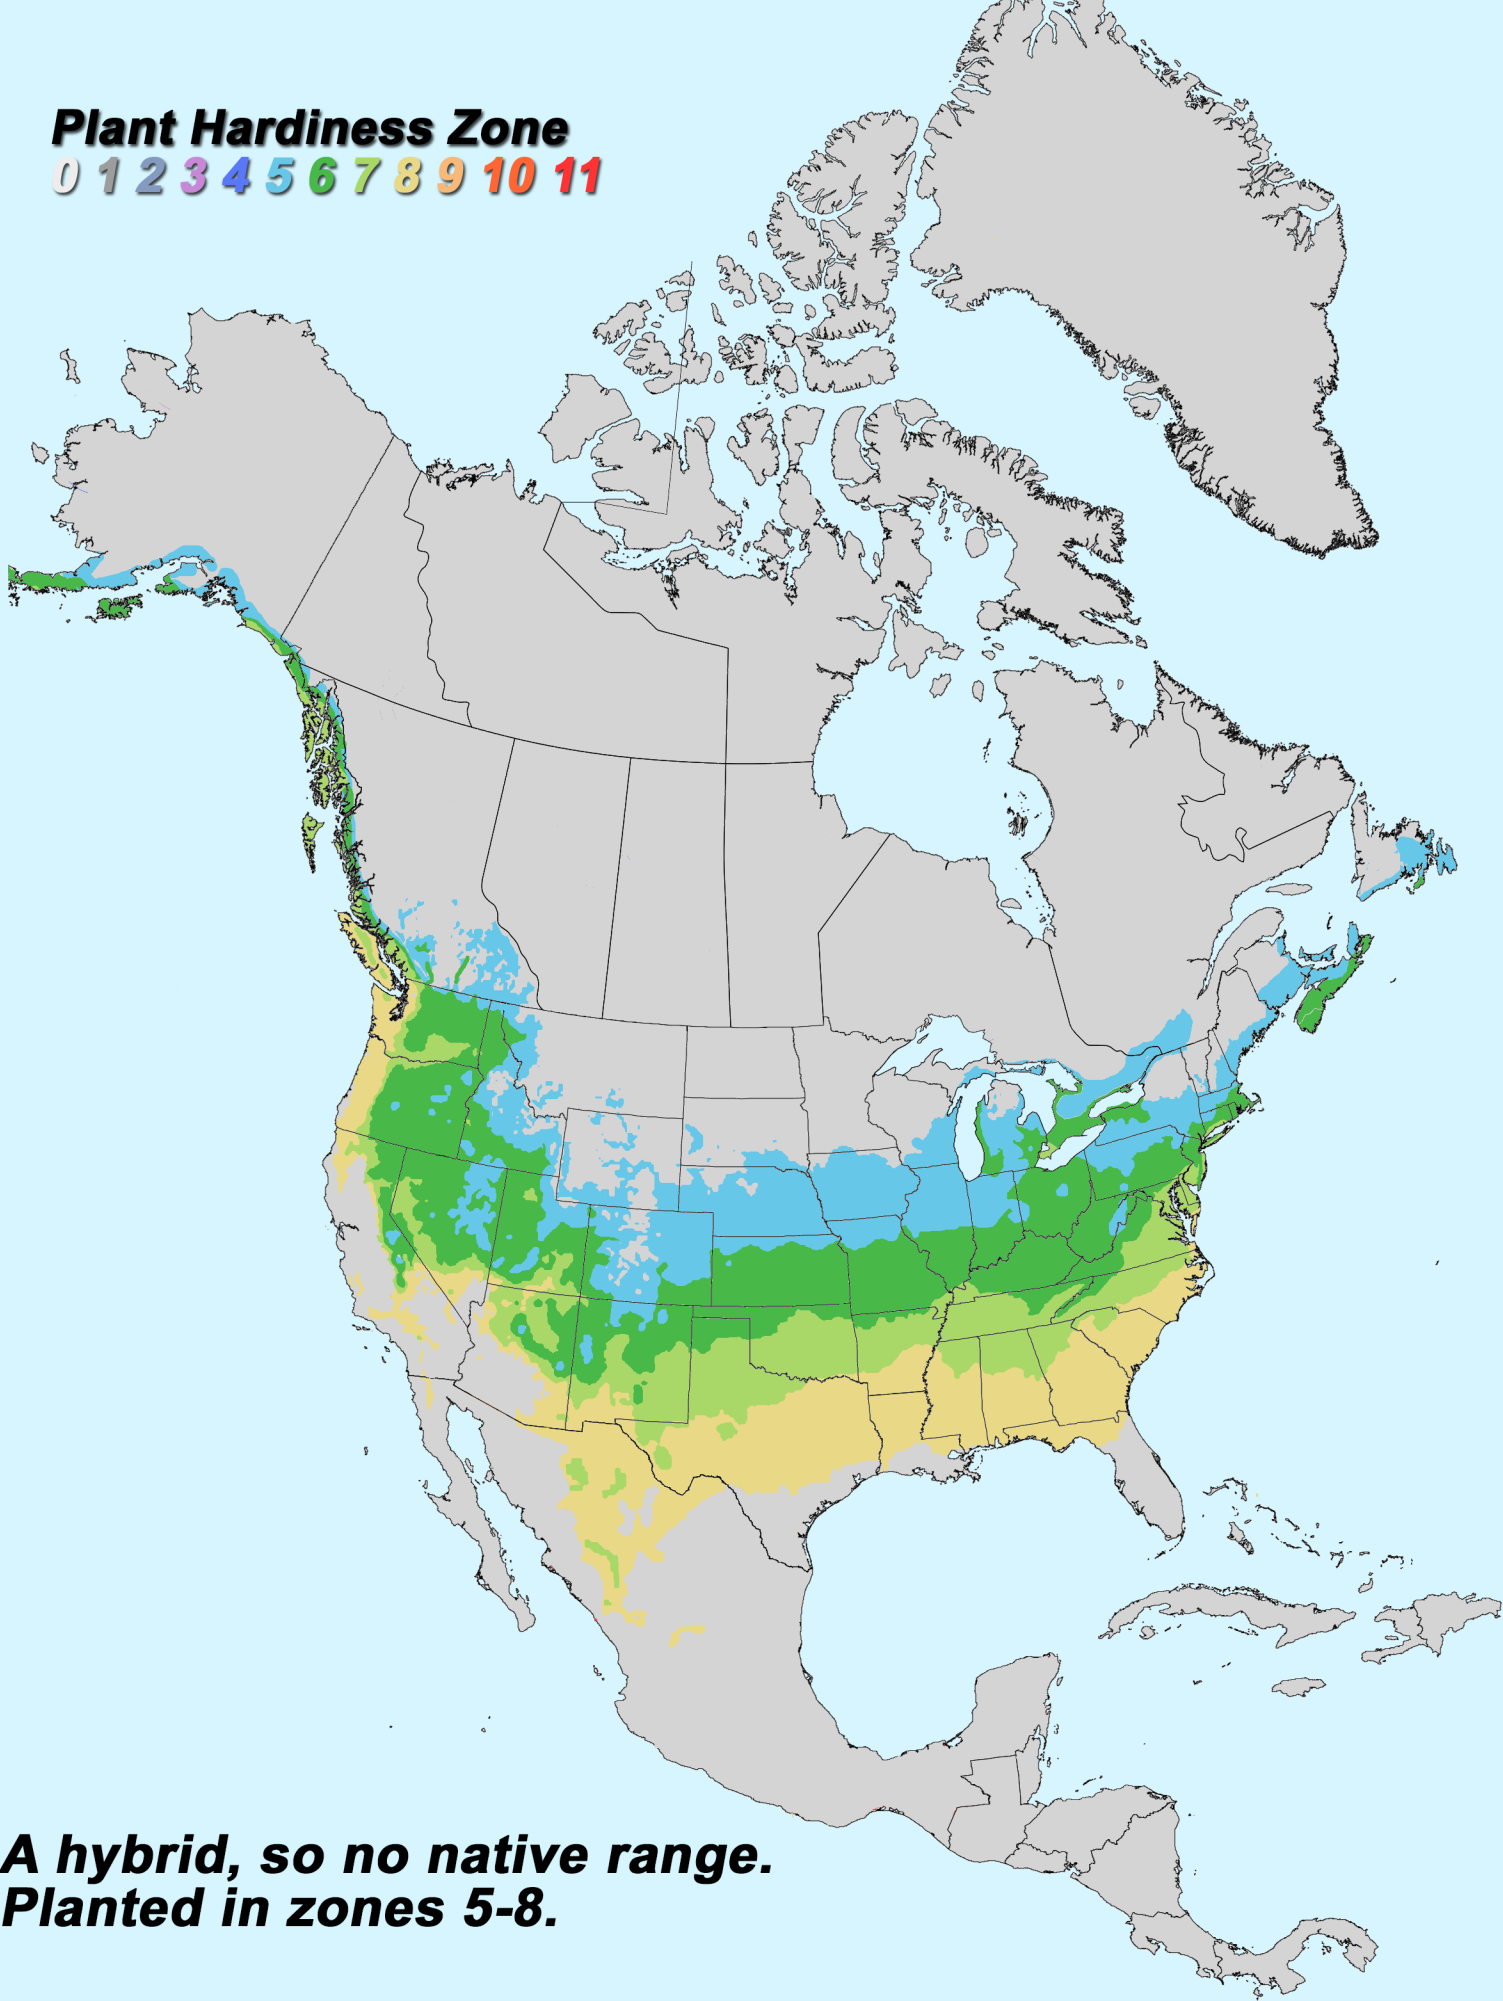 Plant Hardiness Zone
0 1 2 3 4 5 6 7 8 9 10 11
A hybrid, so no native range.
Planted in zones 5-8.